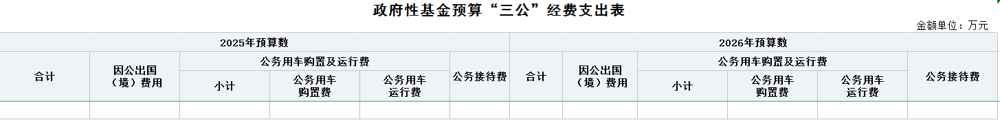 政府性基金预算“三公”经费支出表
金额单位：万元
2025年预算数 2026年预算数
合计 因公出国（境）费用 公务用车购置及运行费 公务接待费 合计 因公出国（境）费用 公务用车购置及运行费 公务接待费
小计 公务用车购置费 公务用车运行费 小计 公务用车购置费 公务用车运行费